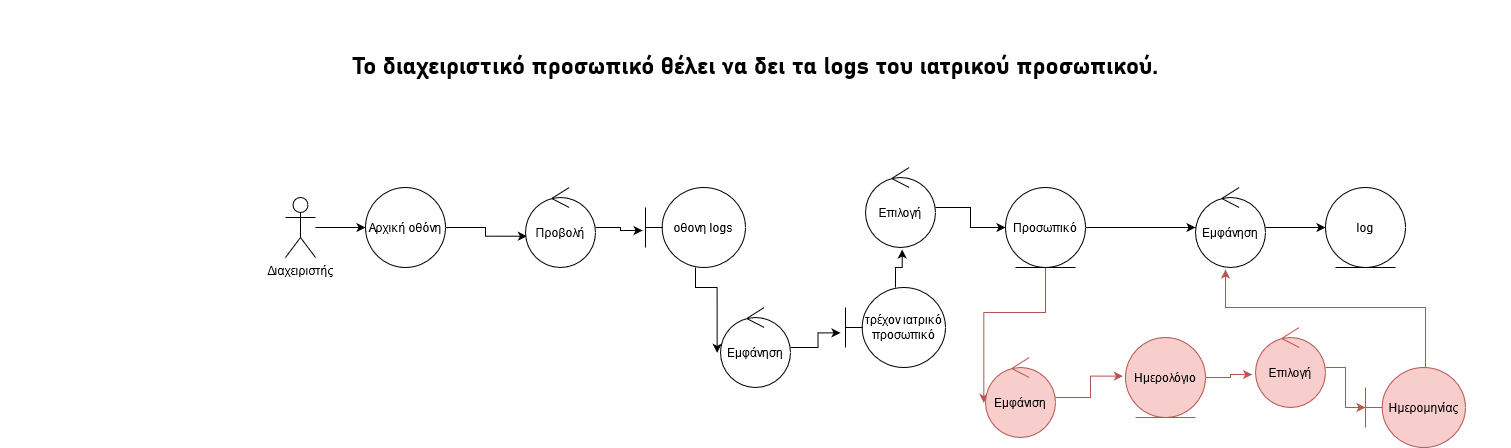 Το διαχειριστικό προσωπικό θέλει να δει τα logs του ιατρικού προσωπικού.
Διαχειριστής
Αρχική οθόνη
Προβολή
οθονη logs
Εμφάνηση
τρέχον ιατρικό
προσωπικό
Επιλογή
Προσωπικό
Εμφάνηση
log
Εμφάνιση
Ημερολόγιο
Επιλογή
Ημερομηνίας